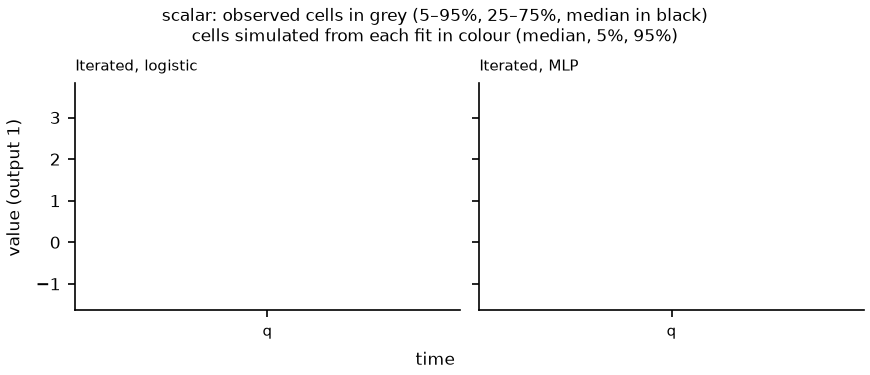 scalar: observed cells in grey (5–95%, 25–75%, median in black)
cells simulated from each fit in colour (median, 5%, 95%)
Iterated, logistic
Iterated, MLP
value (output 1)
3
2
1
0
−1
q
q
time